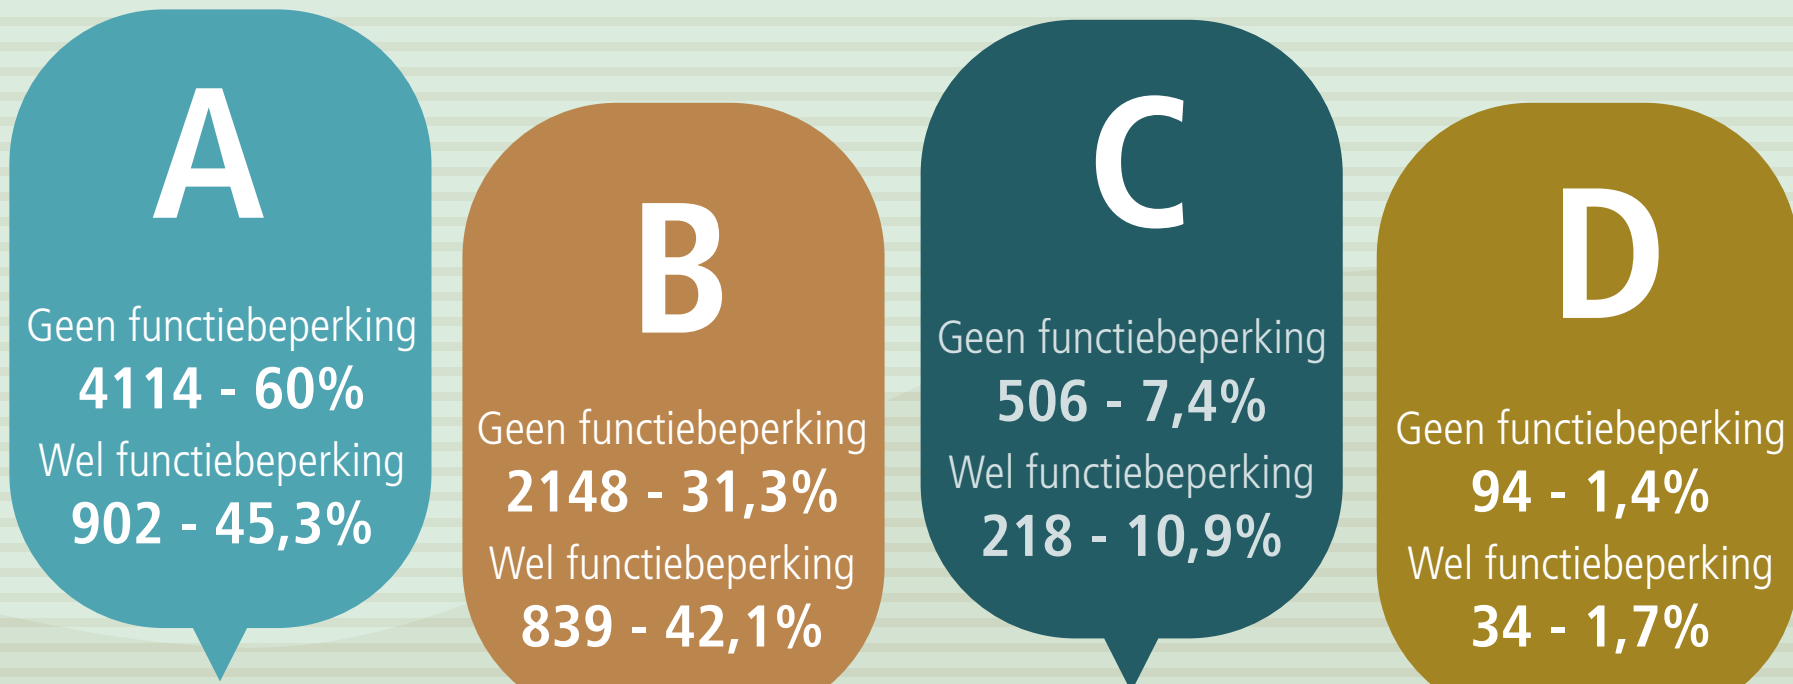 A
Geen functiebeperking
4114 - 60%
Wel functiebeperking
902 - 45,3%
B
Geen functiebeperking
2148 - 31,3%
Wel functiebeperking
839 - 42,1%
C
Geen functiebeperking
506 - 7,4%
Wel functiebeperking
218 - 10,9%
D
Geen functiebeperking
94 - 1,4%
Wel functiebeperking
34 - 1,7%